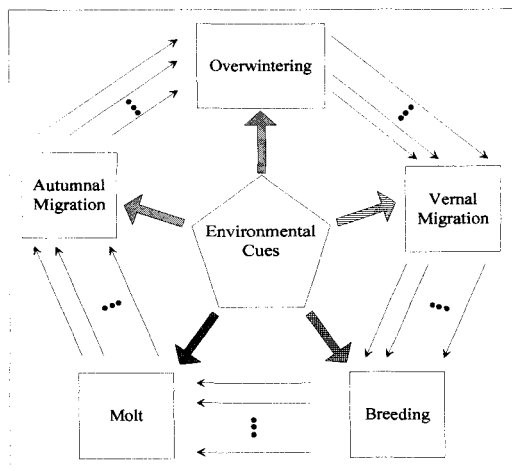 Overwintering
Autumnal
Migration
Vernal
Migration
Environmental
Cues
Molt
Breeding